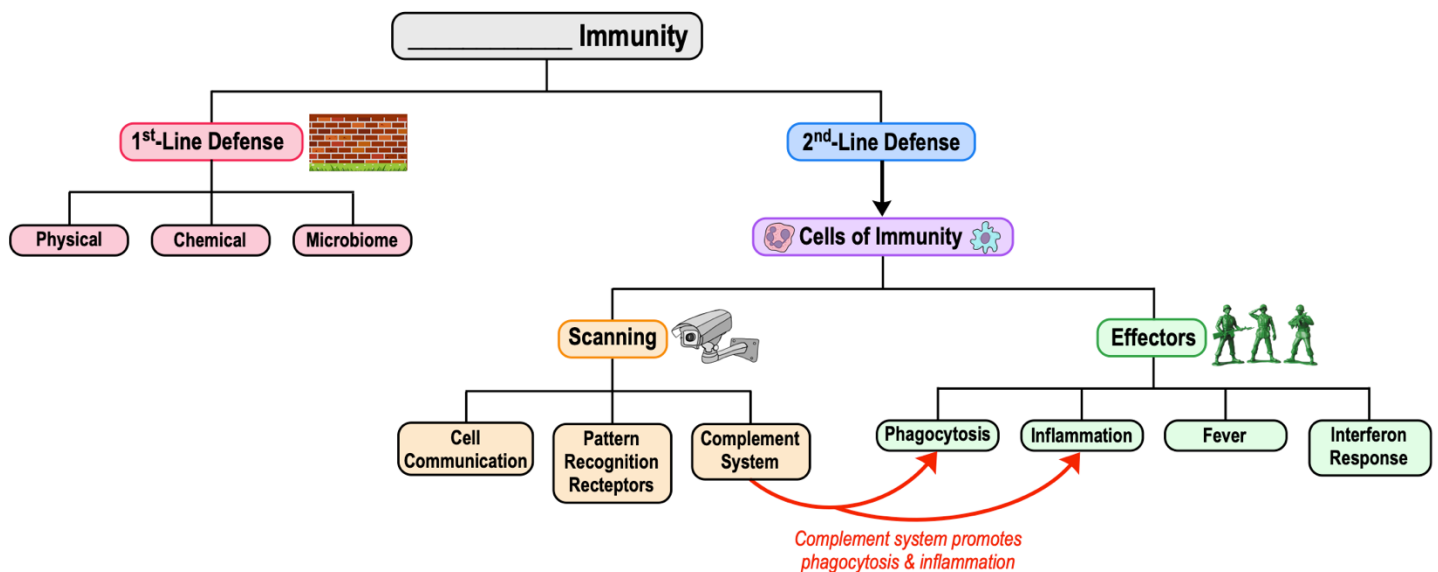 ____________ Immunity
1st-Line Defense
2nd-Line Defense
Physical
Chemical
Microbiome
Cells of Immunity
Scanning
Effectors
Cell
Communication
Pattern
Recognition
Recteptors
Complement
System
Phagocytosis
Inflammation
Fever
Interferon
Response
Complement system promotes
phagocytosis & inflammation